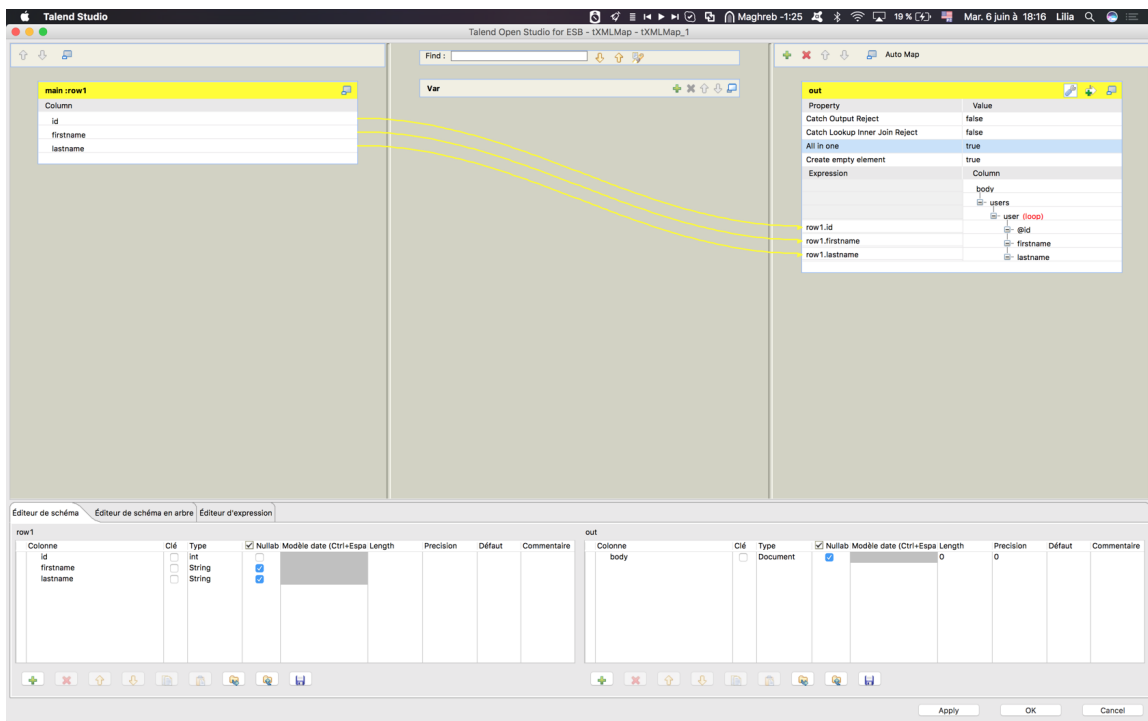 Talend Studio
Maghreb -1:25
19 %
Mar. 6 juin à 18:16 Lilia
Talend Open Studio for ESB - tXMLMap - tXMLMap_1
Find :
Auto Map
main :row1
Column
id
firstname
lastname
Var
out
Property Value
Catch Output Reject false
Catch Lookup Inner Join Reject false
All in one true
Create empty element true
Expression Column
body
users
user (loop)
row1.id @id
row1.firstname firstname
row1.lastname lastname
Éditeur de schéma Éditeur de schéma en arbre Éditeur d'expression
row1
Colonne Clé Type Nullab Modèle date (Ctrl+Espa Length Precision Défaut Commentaire
id int
firstname String
lastname String
out
Colonne Clé Type Nullab Modèle date (Ctrl+Espa Length Precision Défaut Commentaire
body Document 0 0
Apply OK Cancel